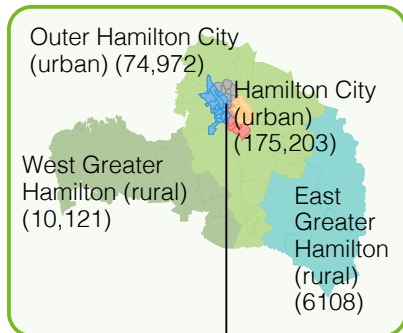 Outer Hamilton City
(urban) (74,972)
Hamilton City
(urban)
(175,203)
West Greater
Hamilton (rural)
(10,121)
East
Greater
Hamilton
(rural)
(6108)